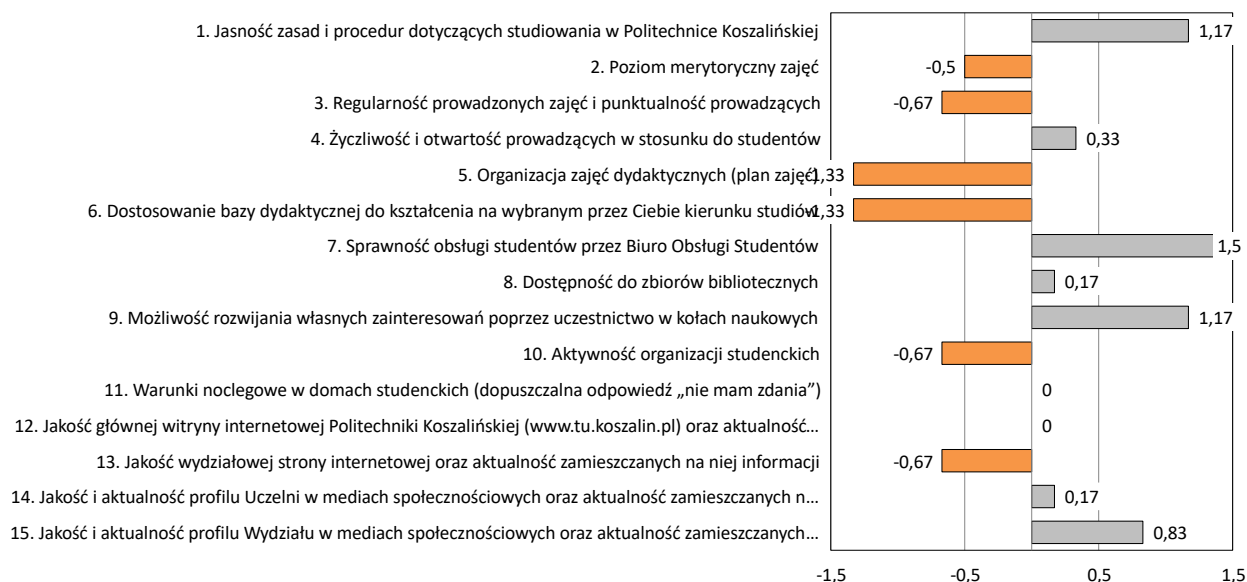 1. Jasność zasad i procedur dotyczących studiowania w Politechnice Koszalińskiej 1,17
2. Poziom merytoryczny zajęć -0,5
3. Regularność prowadzonych zajęć i punktualność prowadzących -0,67
4. Życzliwość i otwartość prowadzących w stosunku do studentów 0,33
5. Organizacja zajęć dydaktycznych (plan zajęć) -1,33
6. Dostosowanie bazy dydaktycznej do kształcenia na wybranym przez Ciebie kierunku studiów -1,33
7. Sprawność obsługi studentów przez Biuro Obsługi Studentów 1,5
8. Dostępność do zbiorów bibliotecznych 0,17
9. Możliwość rozwijania własnych zainteresowań poprzez uczestnictwo w kołach naukowych 1,17
10. Aktywność organizacji studenckich -0,67
11. Warunki noclegowe w domach studenckich (dopuszczalna odpowiedź „nie mam zdania”) 0
12. Jakość głównej witryny internetowej Politechniki Koszalińskiej (www.tu.koszalin.pl) oraz aktualność... 0
13. Jakość wydziałowej strony internetowej oraz aktualność zamieszczanych na niej informacji -0,67
14. Jakość i aktualność profilu Uczelni w mediach społecznościowych oraz aktualność zamieszczanych n... 0,17
15. Jakość i aktualność profilu Wydziału w mediach społecznościowych oraz aktualność zamieszczanych... 0,83
-1,5 -0,5 0,5 1,5